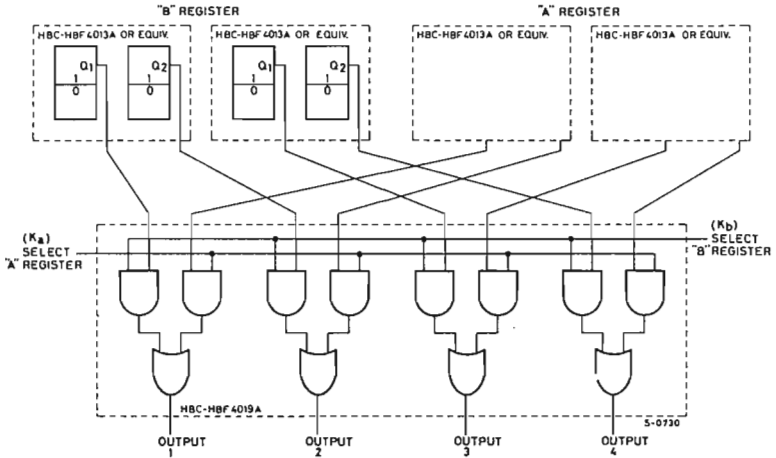 "B" REGISTER
"A" REGISTER
HBC-HBF4013A OR EQUIV.
HBC-HBF4013A OR EQUIV.
HBC-HBF4013A OR EQUIV.
HBC-HBF4013A OR EQUIV.
Q1
1
0
Q2
1
0
Q1
1
0
Q2
1
0
(Ka)
SELECT
"A" REGISTER
(Kb)
SELECT
"B" REGISTER
HBC-HBF4019A
S-0730
OUTPUT
1
OUTPUT
2
OUTPUT
3
OUTPUT
4